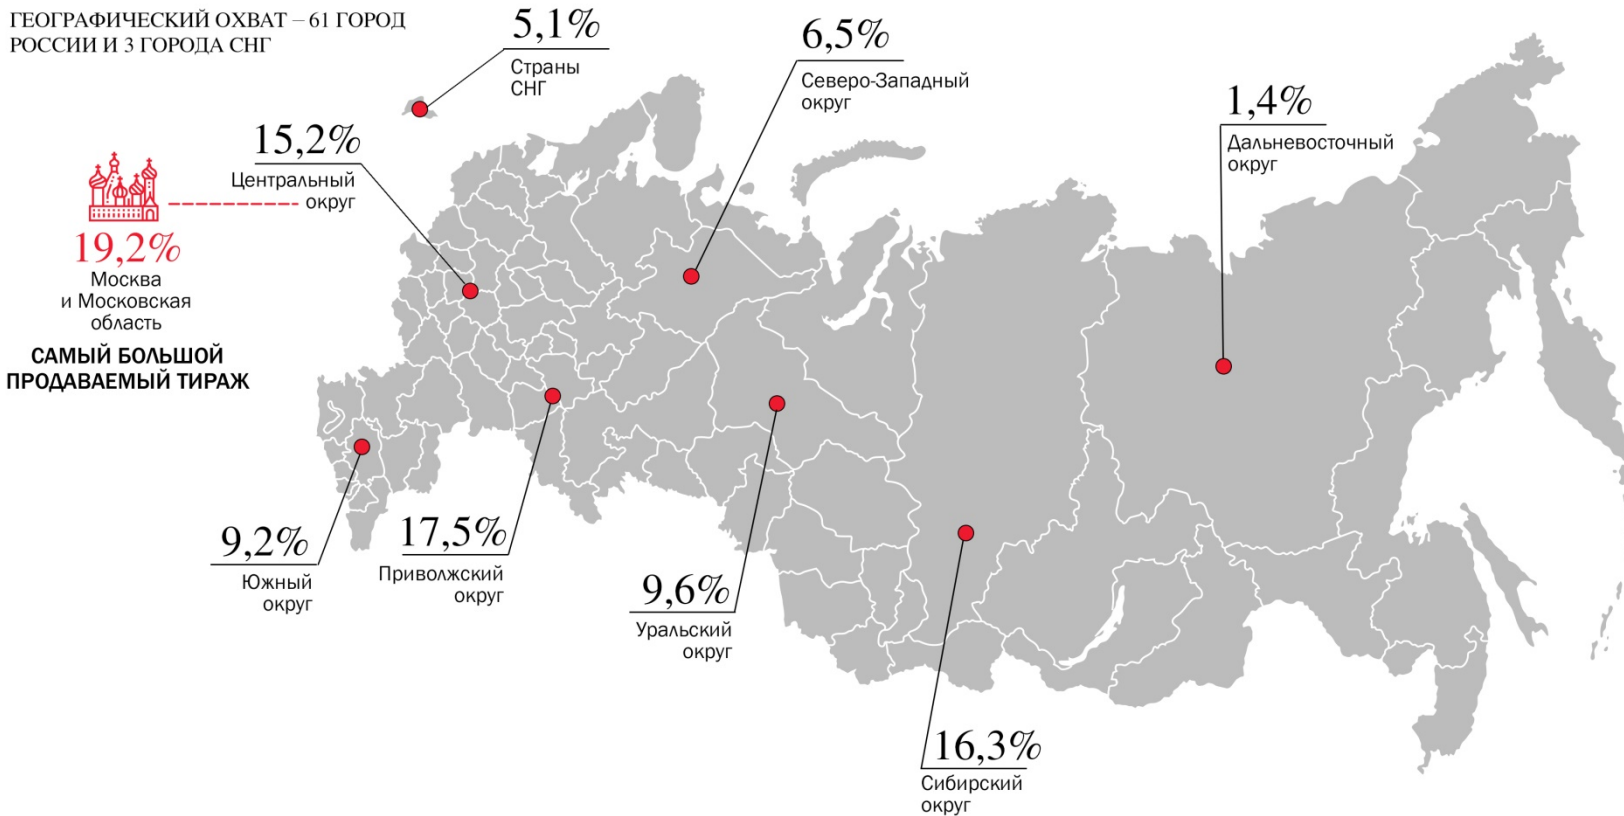 ГЕОГРАФИЧЕСКИЙ ОХВАТ – 61 ГОРОД
РОССИИ И 3 ГОРОДА СНГ
5,1%
Страны
СНГ
6,5%
Северо-Западный
округ
1,4%
Дальневосточный
округ
15,2%
Центральный
округ
19,2%
Москва
и Московская
область
САМЫЙ БОЛЬШОЙ
ПРОДАВАЕМЫЙ ТИРАЖ
9,2%
Южный
округ
17,5%
Приволжский
округ
9,6%
Уральский
округ
16,3%
Сибирский
округ